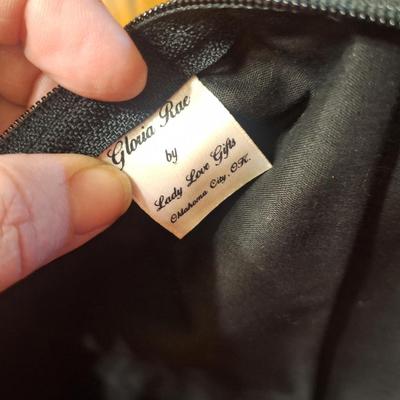 Gloria Rae
by
Lady Love Gifts
Oklahoma City, OK.